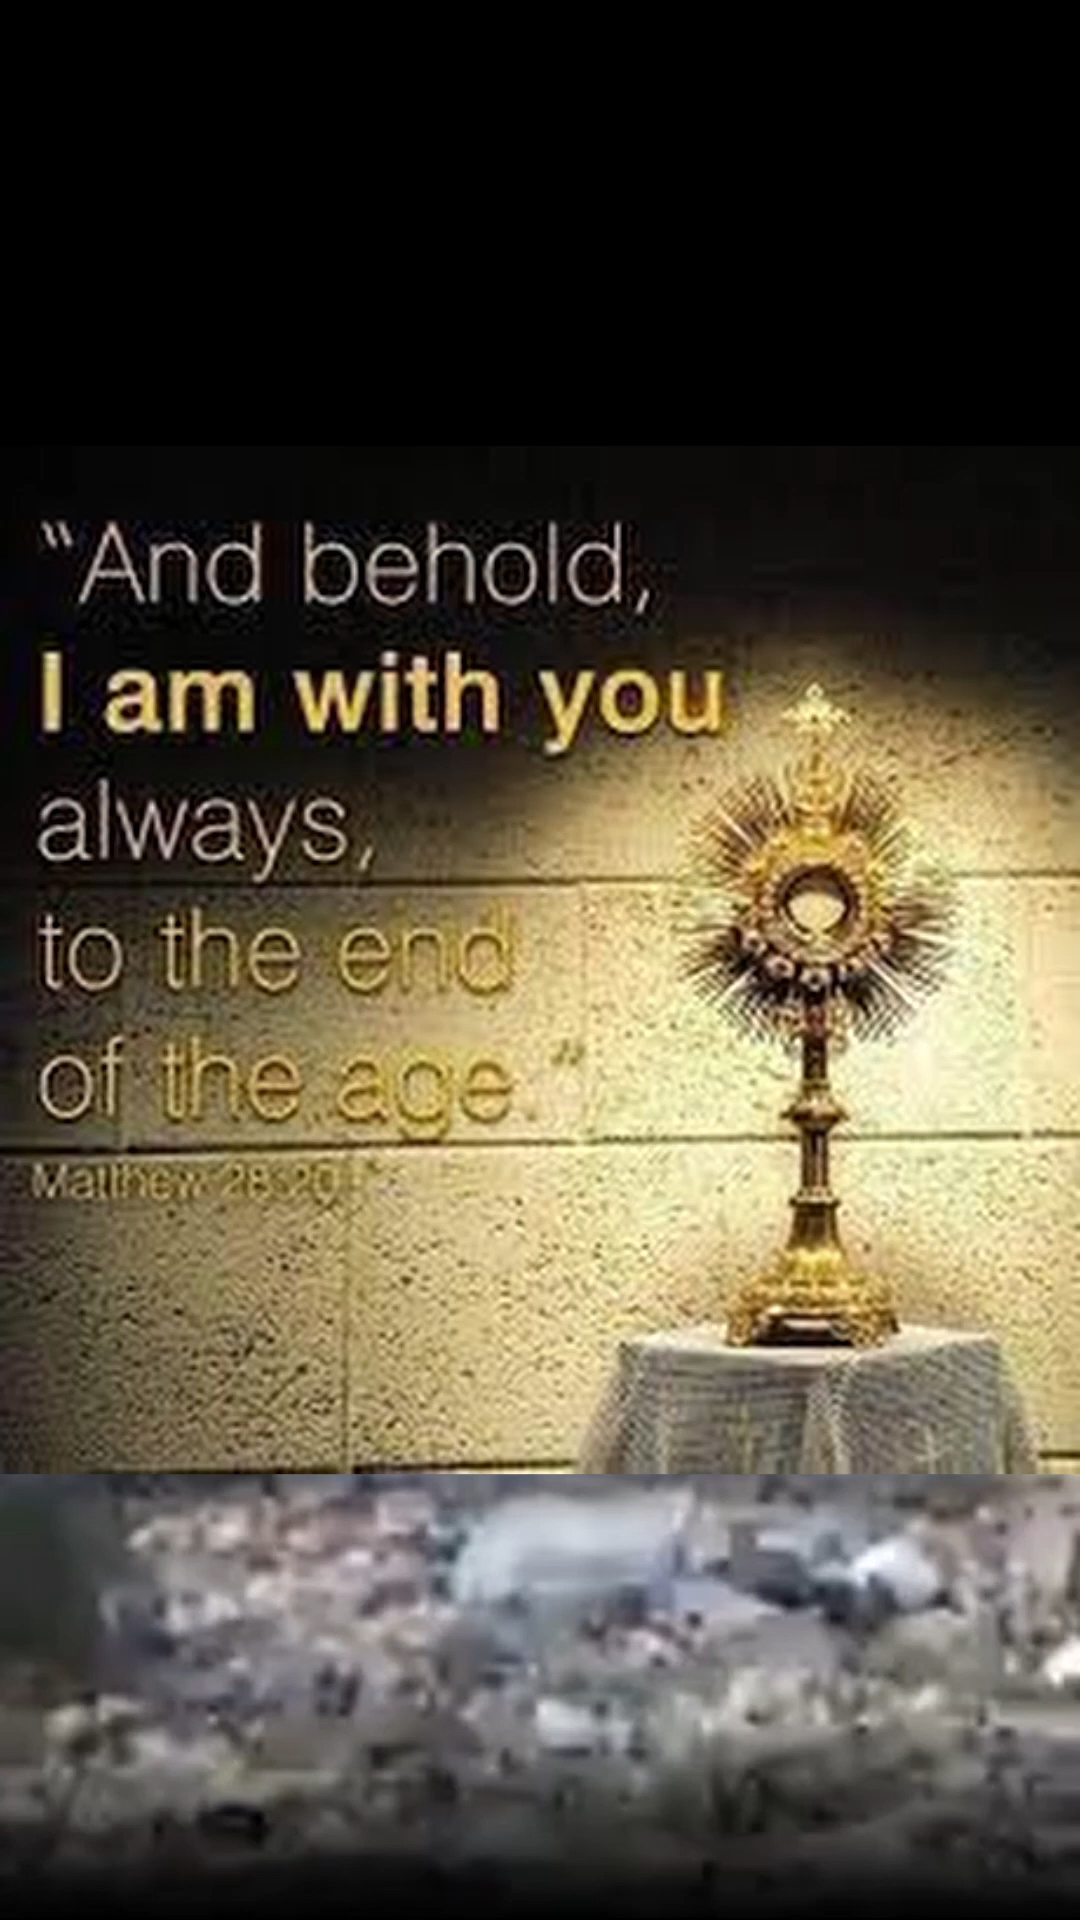 “And behold,
I am with you
always,
to the end
of the age.”
Matthew 28:20